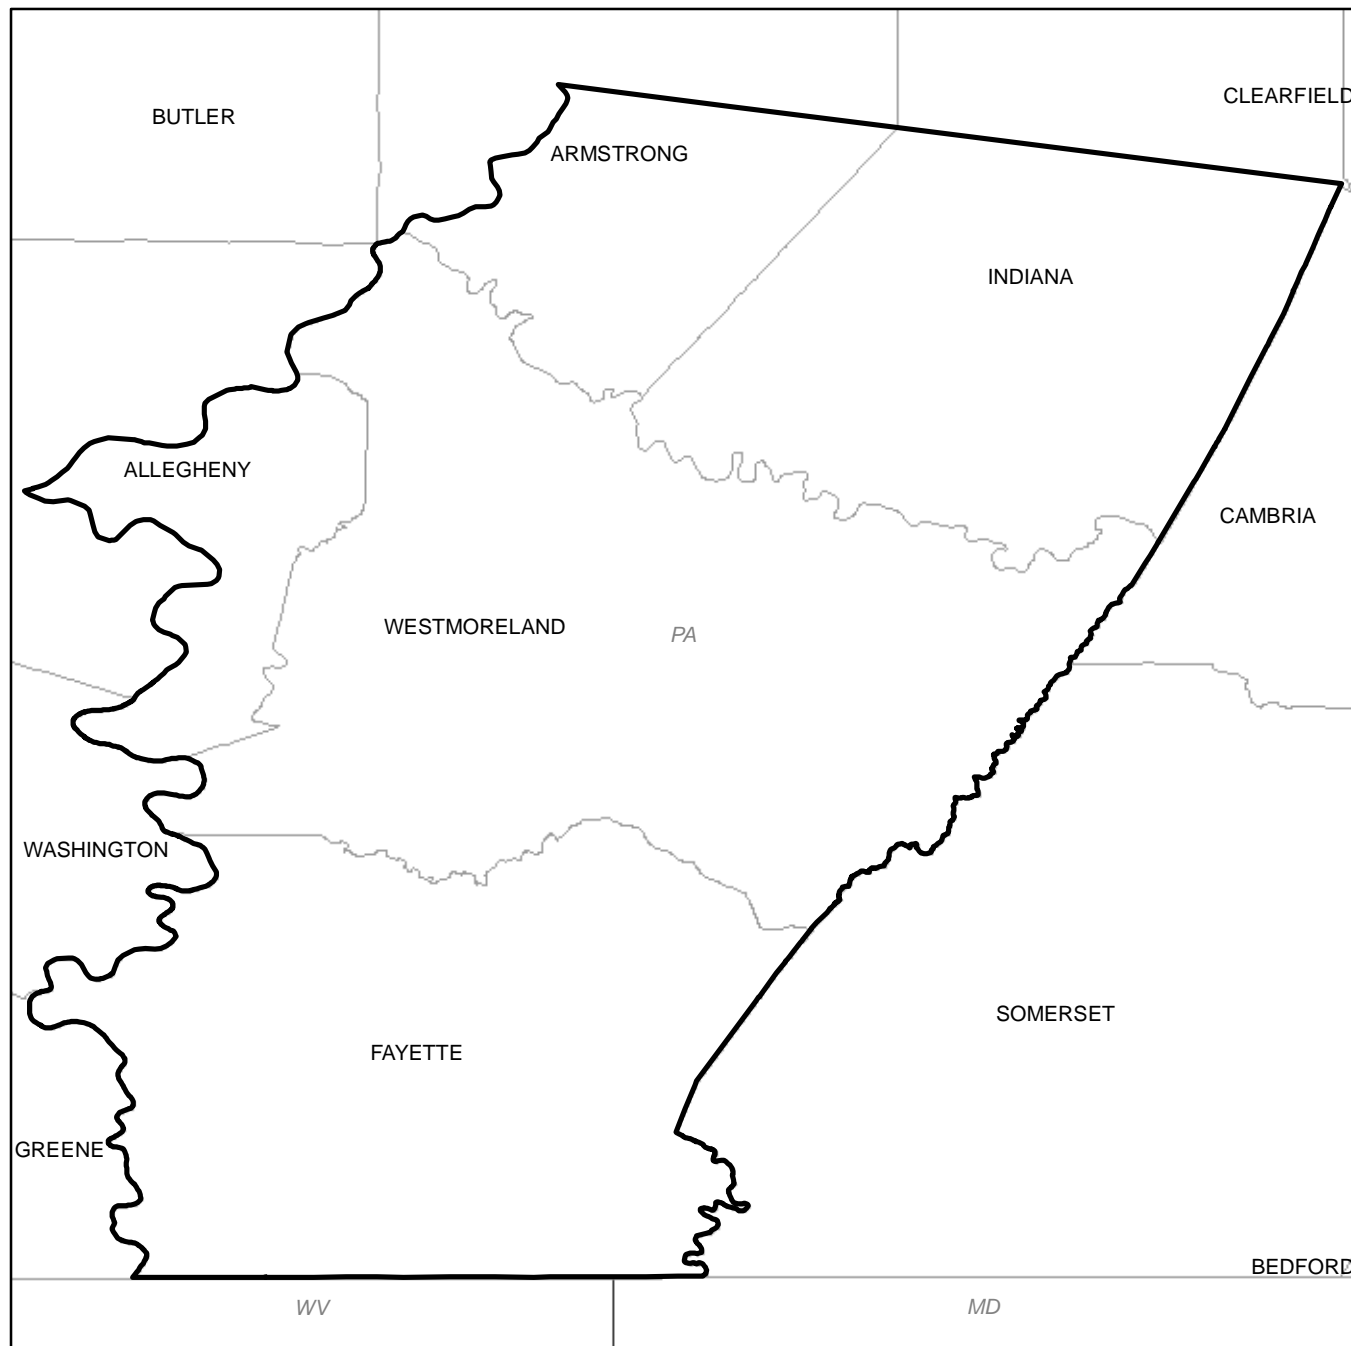 CLEARFIELD
BUTLER
ARMSTRONG
INDIANA
ALLEGHENY
CAMBRIA
WESTMORELAND
PA
WASHINGTON
SOMERSET
FAYETTE
GREENE
BEDFORD
WV
MD